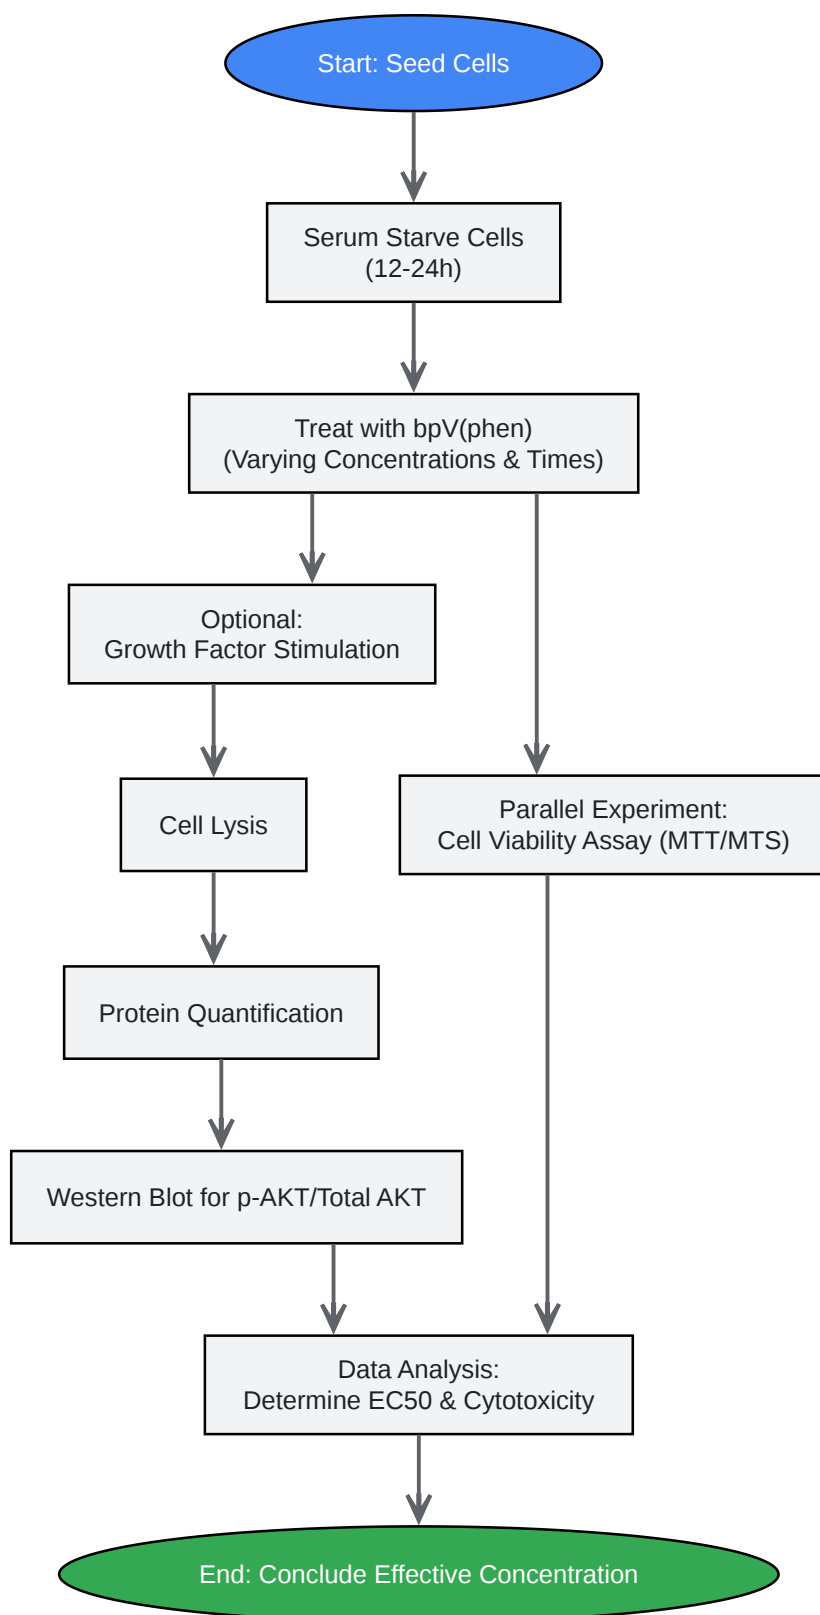 Start: Seed Cells
Serum Starve Cells
(12-24h)
Treat with bpV(phen)
(Varying Concentrations & Times)
Optional:
Growth Factor Stimulation
Cell Lysis
Parallel Experiment:
Cell Viability Assay (MTT/MTS)
Protein Quantification
Western Blot for p-AKT/Total AKT
Data Analysis:
Determine EC50 & Cytotoxicity
End: Conclude Effective Concentration